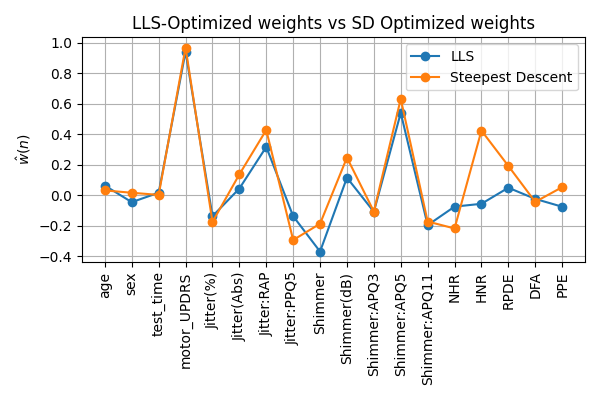 LLS-Optimized weights vs SD Optimized weights
LLS
Steepest Descent
ŵ(n)
1.0
0.8
0.6
0.4
0.2
0.0
−0.2
−0.4
age
sex
test_time
motor_UPDRS
Jitter(%)
Jitter(Abs)
Jitter:RAP
Jitter:PPQ5
Shimmer
Shimmer(dB)
Shimmer:APQ3
Shimmer:APQ5
Shimmer:APQ11
NHR
HNR
RPDE
DFA
PPE